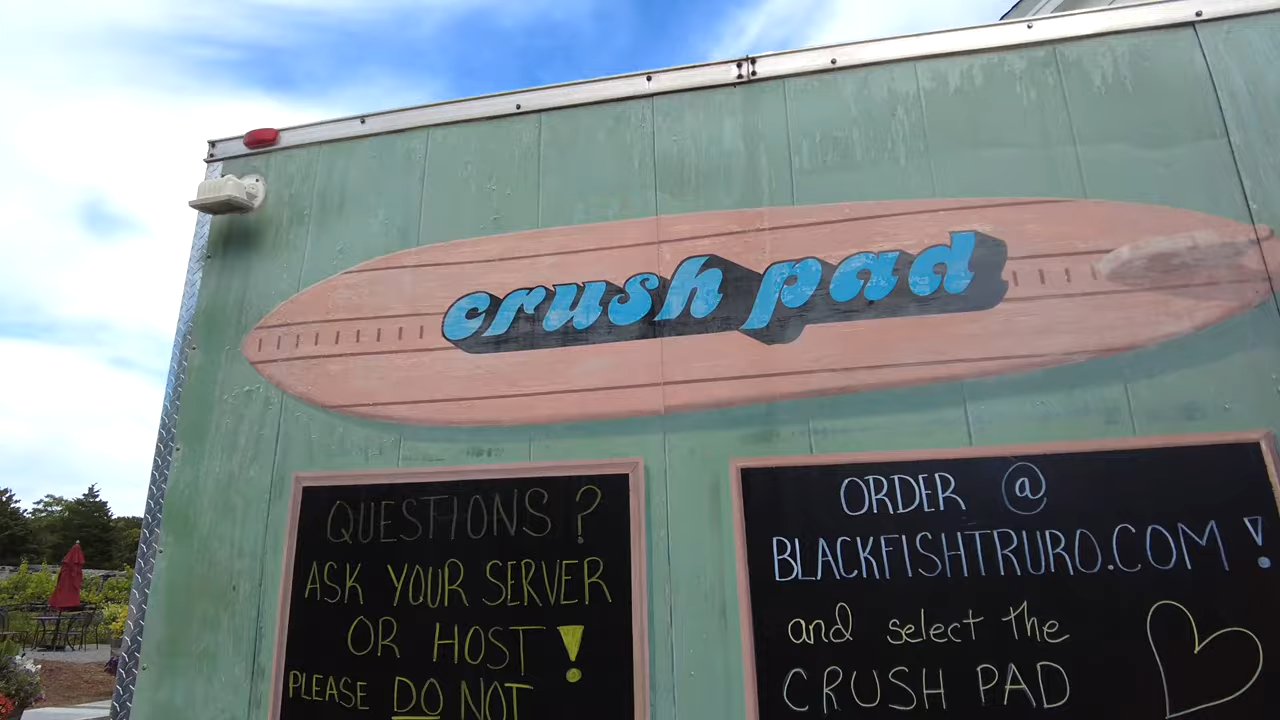 crush pad
QUESTIONS ?
ASK YOUR SERVER
OR HOST !
PLEASE DO NOT
ORDER @
BLACKFISHTRURO.COM !
and select the
CRUSH PAD